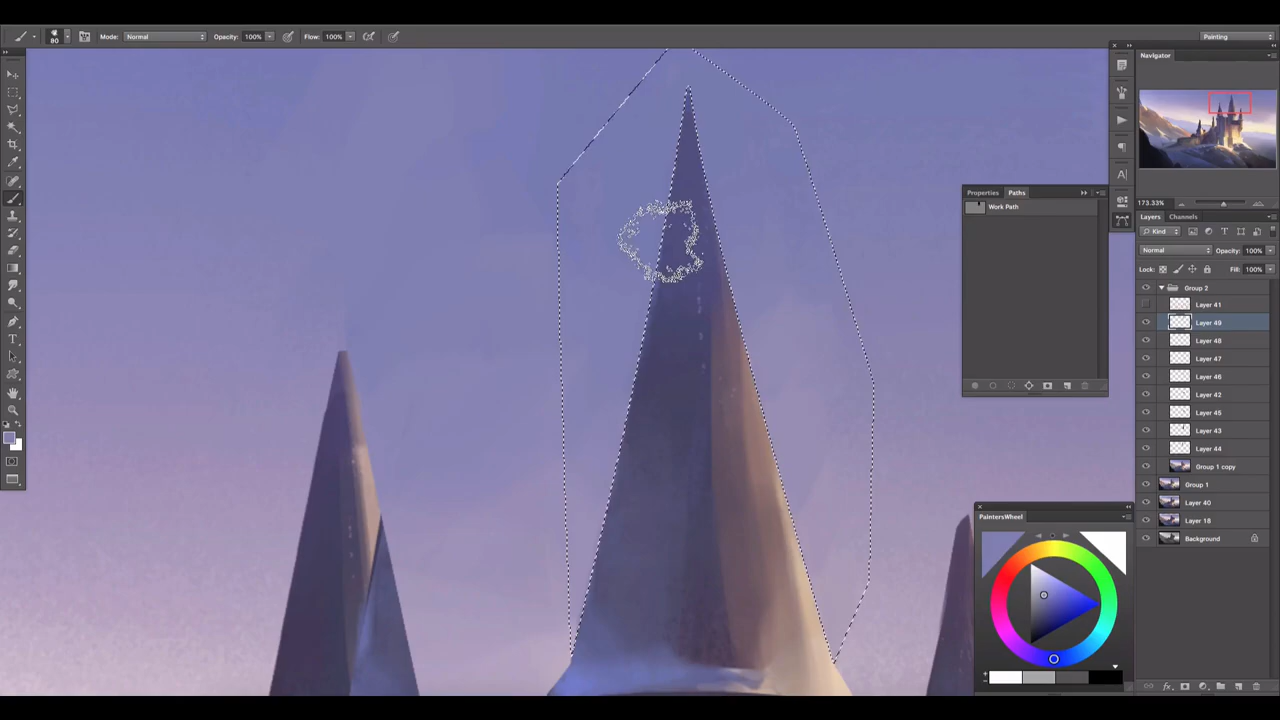 80
Mode: Normal
Opacity: 100%
Flow: 100%
Painting
Navigator
173.33%
Properties
Paths
Work Path
Layers
Channels
Kind
Normal
Opacity: 100%
Lock:
Fill: 100%
Group 2
Layer 41
Layer 49
Layer 48
Layer 47
Layer 46
Layer 42
Layer 45
Layer 43
Layer 44
Group 1 copy
Group 1
Layer 40
Layer 18
Background
PaintersWheel